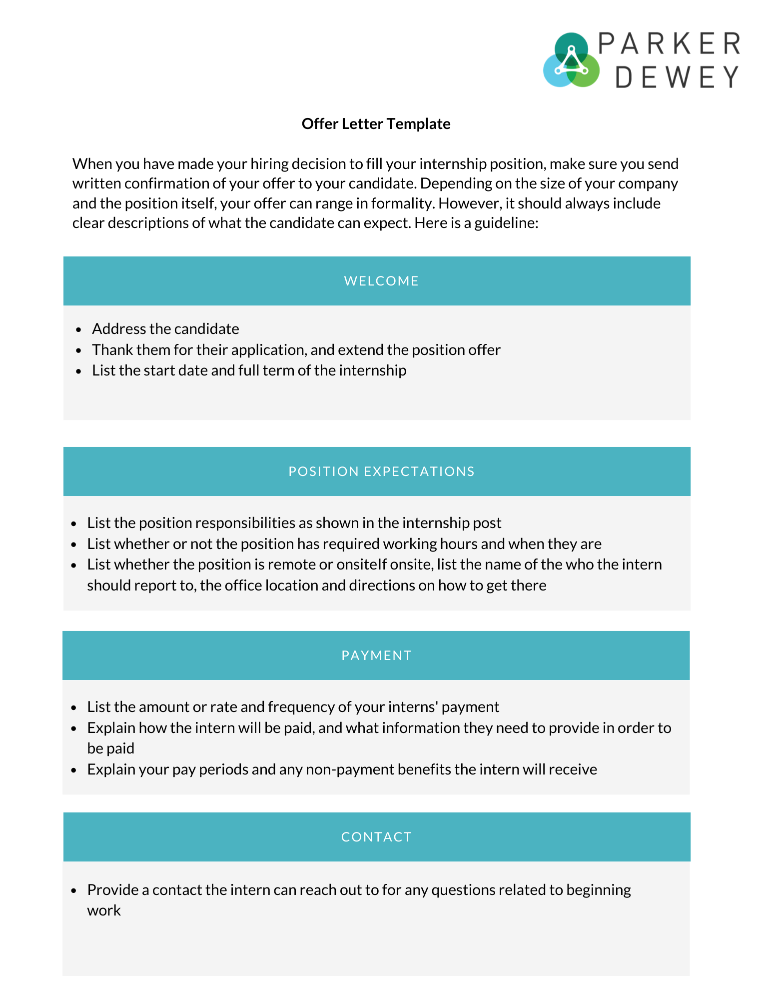 PARKER
DEWEY
Offer Letter Template
When you have made your hiring decision to fill your internship position, make sure you send
written confirmation of your offer to your candidate. Depending on the size of your company
and the position itself, your offer can range in formality. However, it should always include
clear descriptions of what the candidate can expect. Here is a guideline:
WELCOME
• Address the candidate
• Thank them for their application, and extend the position offer
• List the start date and full term of the internship
POSITION EXPECTATIONS
• List the position responsibilities as shown in the internship post
• List whether or not the position has required working hours and when they are
• List whether the position is remote or onsiteIf onsite, list the name of the who the intern
should report to, the office location and directions on how to get there
PAYMENT
• List the amount or rate and frequency of your interns' payment
• Explain how the intern will be paid, and what information they need to provide in order to
be paid
• Explain your pay periods and any non-payment benefits the intern will receive
CONTACT
• Provide a contact the intern can reach out to for any questions related to beginning
work